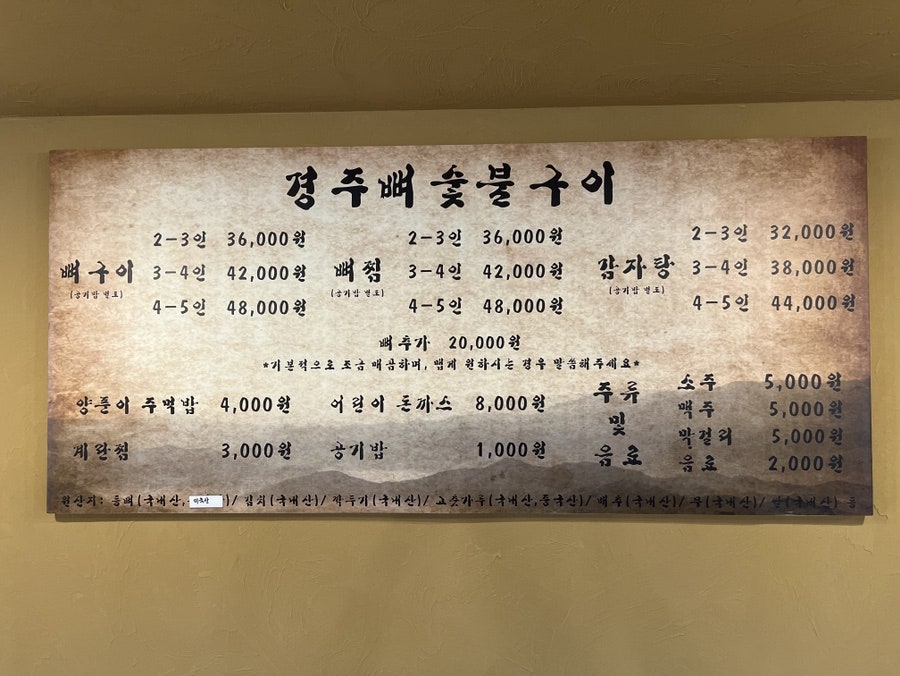 경주뼈숯불구이
뼈구이
(공기밥 별도)
2-3인 36,000원
3-4인 42,000원
4-5인 48,000원
뼈찜
(공기밥 별도)
2-3인 36,000원
3-4인 42,000원
4-5인 48,000원
감자탕
(공기밥 별도)
2-3인 32,000원
3-4인 38,000원
4-5인 44,000원
뼈추가 20,000원
*기본적으로 조금 매콤하며, 맵게 원하시는 경우 말씀해주세요*
양푼이 주먹밥 4,000원
계란찜 3,000원
어린이 돈까스 8,000원
공기밥 1,000원
주류 및 음료
소주 5,000원
맥주 5,000원
막걸리 5,000원
음료 2,000원
원산지: 등뼈(국내산, )/ 김치(국내산)/ 깍두기(국내산)/ 고춧가루(국내산,중국산)/ 배추(국내산)/ 무(국내산)/ 쌀(국내산) 등